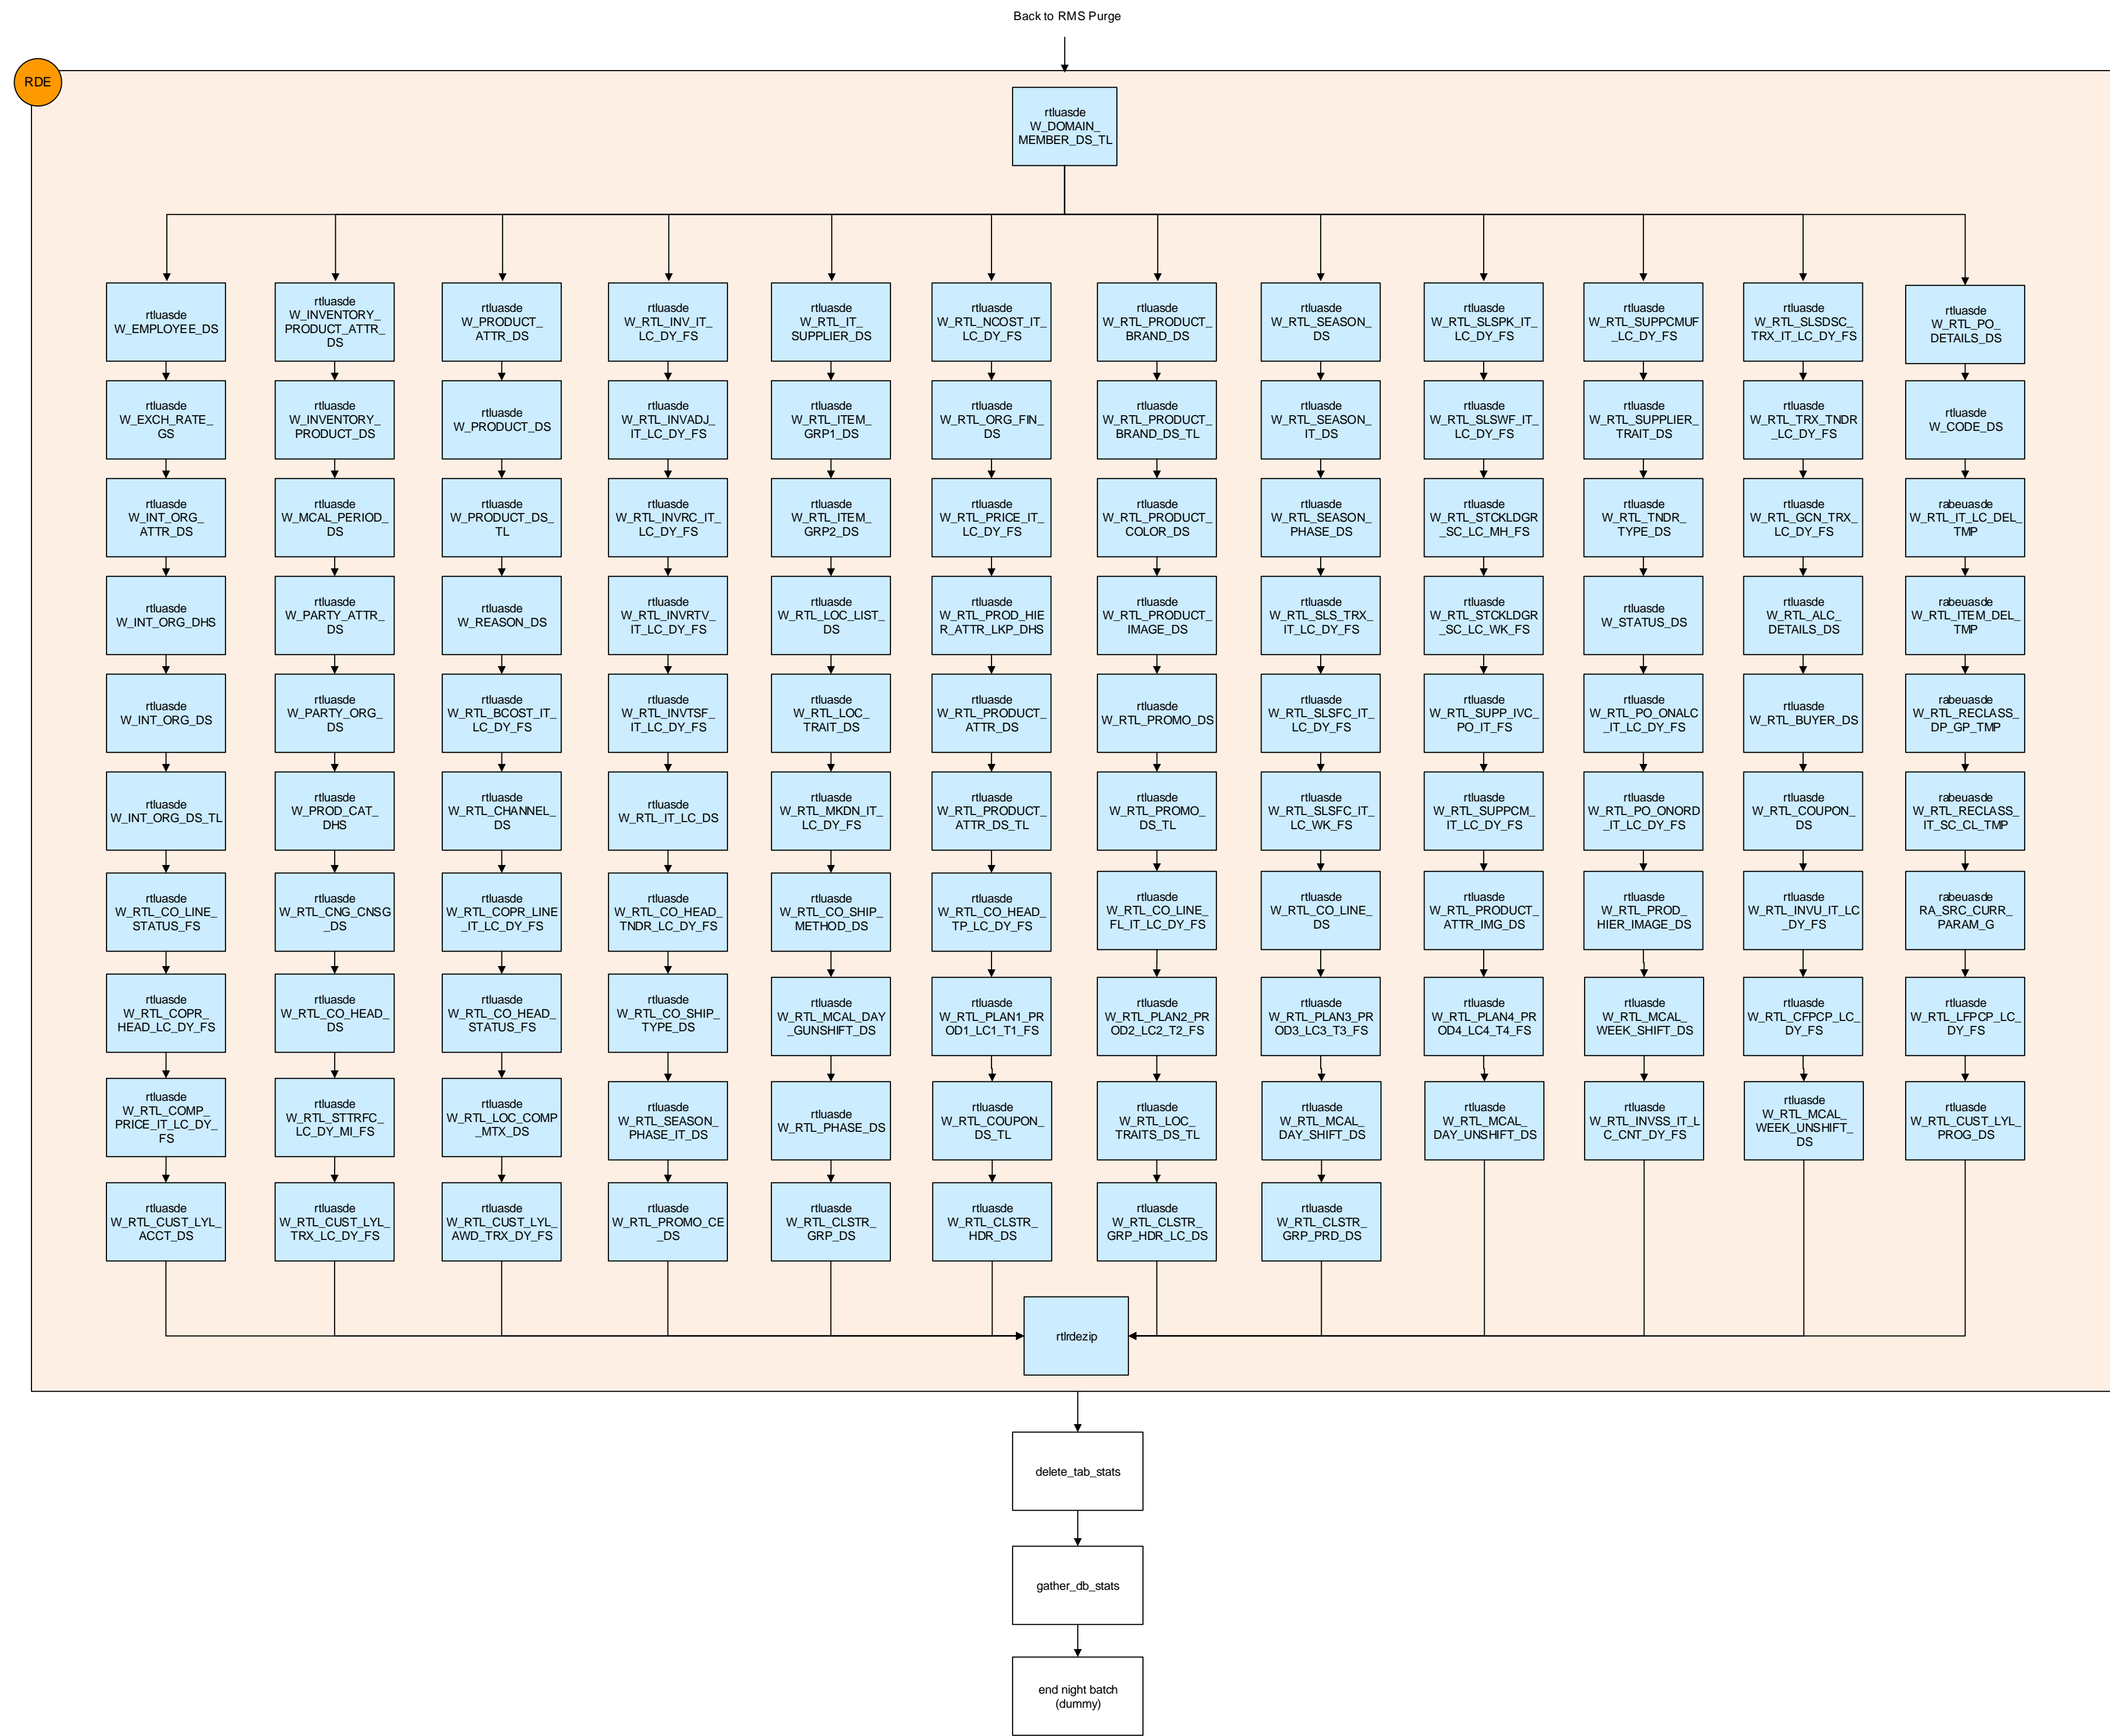 Back to RMS Purge
RDE
rtluasde
W_DOMAIN_
MEMBER_DS_TL
rtluasde
W_EMPLOYEE_DS
rtluasde
W_INVENTORY_
PRODUCT_ATTR_
DS
rtluasde
W_PRODUCT_
ATTR_DS
rtluasde
W_RTL_INV_IT_
LC_DY_FS
rtluasde
W_RTL_IT_
SUPPLIER_DS
rtluasde
W_RTL_NCOST_IT_
LC_DY_FS
rtluasde
W_RTL_PRODUCT_
BRAND_DS
rtluasde
W_RTL_SEASON_
DS
rtluasde
W_RTL_SLSPK_IT_
LC_DY_FS
rtluasde
W_RTL_SUPPCMUF
_LC_DY_FS
rtluasde
W_RTL_SLSDSC_
TRX_IT_LC_DY_FS
rtluasde
W_RTL_PO_
DETAILS_DS
rtluasde
W_EXCH_RATE_
GS
rtluasde
W_INVENTORY_
PRODUCT_DS
rtluasde
W_PRODUCT_DS
rtluasde
W_RTL_INVADJ_
IT_LC_DY_FS
rtluasde
W_RTL_ITEM_
GRP1_DS
rtluasde
W_RTL_ORG_FIN_
DS
rtluasde
W_RTL_PRODUCT_
BRAND_DS_TL
rtluasde
W_RTL_SEASON_
IT_DS
rtluasde
W_RTL_SLSWF_IT_
LC_DY_FS
rtluasde
W_RTL_SUPPLIER_
TRAIT_DS
rtluasde
W_RTL_TRX_TNDR
_LC_DY_FS
rtluasde
W_CODE_DS
rtluasde
W_INT_ORG_
ATTR_DS
rtluasde
W_MCAL_PERIOD_
DS
rtluasde
W_PRODUCT_DS_
TL
rtluasde
W_RTL_INVRC_IT_
LC_DY_FS
rtluasde
W_RTL_ITEM_
GRP2_DS
rtluasde
W_RTL_PRICE_IT_
LC_DY_FS
rtluasde
W_RTL_PRODUCT_
COLOR_DS
rtluasde
W_RTL_SEASON_
PHASE_DS
rtluasde
W_RTL_STCKLDGR
_SC_LC_MH_FS
rtluasde
W_RTL_TNDR_
TYPE_DS
rtluasde
W_RTL_GCN_TRX_
LC_DY_FS
rabeuasde
W_RTL_IT_LC_DEL_
TMP
rtluasde
W_INT_ORG_DHS
rtluasde
W_PARTY_ATTR_
DS
rtluasde
W_REASON_DS
rtluasde
W_RTL_INVRTV_
IT_LC_DY_FS
rtluasde
W_RTL_LOC_LIST_
DS
rtluasde
W_RTL_PROD_HIE
R_ATTR_LKP_DHS
rtluasde
W_RTL_PRODUCT_
IMAGE_DS
rtluasde
W_RTL_SLS_TRX_
IT_LC_DY_FS
rtluasde
W_RTL_STCKLDGR
_SC_LC_WK_FS
rtluasde
W_STATUS_DS
rtluasde
W_RTL_ALC_
DETAILS_DS
rabeuasde
W_RTL_ITEM_DEL_
TMP
rtluasde
W_INT_ORG_DS
rtluasde
W_PARTY_ORG_
DS
rtluasde
W_RTL_BCOST_IT_
LC_DY_FS
rtluasde
W_RTL_INVTSF_
IT_LC_DY_FS
rtluasde
W_RTL_LOC_
TRAIT_DS
rtluasde
W_RTL_PRODUCT_
ATTR_DS
rtluasde
W_RTL_PROMO_DS
rtluasde
W_RTL_SLSFC_IT_
LC_DY_FS
rtluasde
W_RTL_SUPP_IVC_
PO_IT_FS
rtluasde
W_RTL_PO_ONALC
_IT_LC_DY_FS
rtluasde
W_RTL_BUYER_DS
rabeuasde
W_RTL_RECLASS_
DP_GP_TMP
rtluasde
W_INT_ORG_DS_TL
rtluasde
W_PROD_CAT_
DHS
rtluasde
W_RTL_CHANNEL_
DS
rtluasde
W_RTL_IT_LC_DS
rtluasde
W_RTL_MKDN_IT_
LC_DY_FS
rtluasde
W_RTL_PRODUCT_
ATTR_DS_TL
rtluasde
W_RTL_PROMO_
DS_TL
rtluasde
W_RTL_SLSFC_IT_
LC_WK_FS
rtluasde
W_RTL_SUPPCM_
IT_LC_DY_FS
rtluasde
W_RTL_PO_ONORD
_IT_LC_DY_FS
rtluasde
W_RTL_COUPON_
DS
rabeuasde
W_RTL_RECLASS_
IT_SC_CL_TMP
rtluasde
W_RTL_CO_LINE_
STATUS_FS
rtluasde
W_RTL_CNG_CNSG
_DS
rtluasde
W_RTL_COPR_LINE
_IT_LC_DY_FS
rtluasde
W_RTL_CO_HEAD_
TNDR_LC_DY_FS
rtluasde
W_RTL_CO_SHIP_
METHOD_DS
rtluasde
W_RTL_CO_HEAD_
TP_LC_DY_FS
rtluasde
W_RTL_CO_LINE_
FL_IT_LC_DY_FS
rtluasde
W_RTL_CO_LINE_
DS
rtluasde
W_RTL_PRODUCT_
ATTR_IMG_DS
rtluasde
W_RTL_PROD_
HIER_IMAGE_DS
rtluasde
W_RTL_INVU_IT_LC
_DY_FS
rabeuasde
RA_SRC_CURR_
PARAM_G
rtluasde
W_RTL_COPR_
HEAD_LC_DY_FS
rtluasde
W_RTL_CO_HEAD_
DS
rtluasde
W_RTL_CO_HEAD_
STATUS_FS
rtluasde
W_RTL_CO_SHIP_
TYPE_DS
rtluasde
W_RTL_MCAL_DAY
_GUNSHIFT_DS
rtluasde
W_RTL_PLAN1_PR
OD1_LC1_T1_FS
rtluasde
W_RTL_PLAN2_PR
OD2_LC2_T2_FS
rtluasde
W_RTL_PLAN3_PR
OD3_LC3_T3_FS
rtluasde
W_RTL_PLAN4_PR
OD4_LC4_T4_FS
rtluasde
W_RTL_MCAL_
WEEK_SHIFT_DS
rtluasde
W_RTL_CFPCP_LC_
DY_FS
rtluasde
W_RTL_LFPCP_LC_
DY_FS
rtluasde
W_RTL_COMP_
PRICE_IT_LC_DY_
FS
rtluasde
W_RTL_STTRFC_
LC_DY_MI_FS
rtluasde
W_RTL_LOC_COMP
_MTX_DS
rtluasde
W_RTL_SEASON_
PHASE_IT_DS
rtluasde
W_RTL_PHASE_DS
rtluasde
W_RTL_COUPON_
DS_TL
rtluasde
W_RTL_LOC_
TRAITS_DS_TL
rtluasde
W_RTL_MCAL_
DAY_SHIFT_DS
rtluasde
W_RTL_MCAL_
DAY_UNSHIFT_DS
rtluasde
W_RTL_INVSS_IT_L
C_CNT_DY_FS
rtluasde
W_RTL_MCAL_
WEEK_UNSHIFT_
DS
rtluasde
W_RTL_CUST_LYL_
PROG_DS
rtluasde
W_RTL_CUST_LYL_
ACCT_DS
rtluasde
W_RTL_CUST_LYL_
TRX_LC_DY_FS
rtluasde
W_RTL_CUST_LYL_
AWD_TRX_DY_FS
rtluasde
W_RTL_PROMO_CE
_DS
rtluasde
W_RTL_CLSTR_
GRP_DS
rtluasde
W_RTL_CLSTR_
HDR_DS
rtluasde
W_RTL_CLSTR_
GRP_HDR_LC_DS
rtluasde
W_RTL_CLSTR_
GRP_PRD_DS
rtlrdezip
delete_tab_stats
gather_db_stats
end night batch
(dummy)